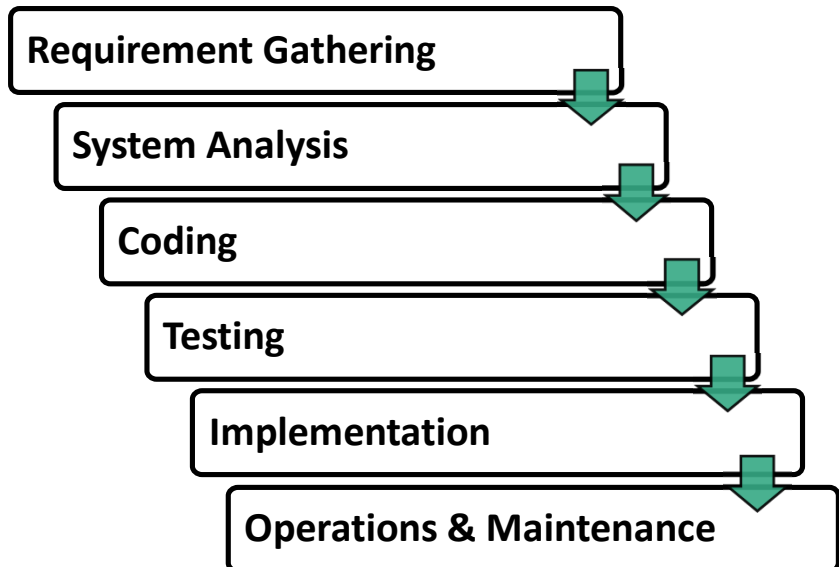 Requirement Gathering
System Analysis
Coding
Testing
Implementation
Operations & Maintenance